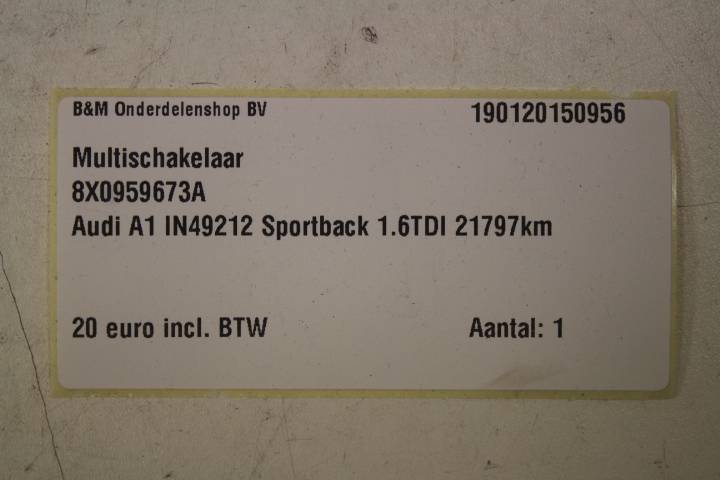 B&M Onderdelenshop BV 190120150956
Multischakelaar
8X0959673A
Audi A1 IN49212 Sportback 1.6TDI 21797km
20 euro incl. BTW Aantal: 1